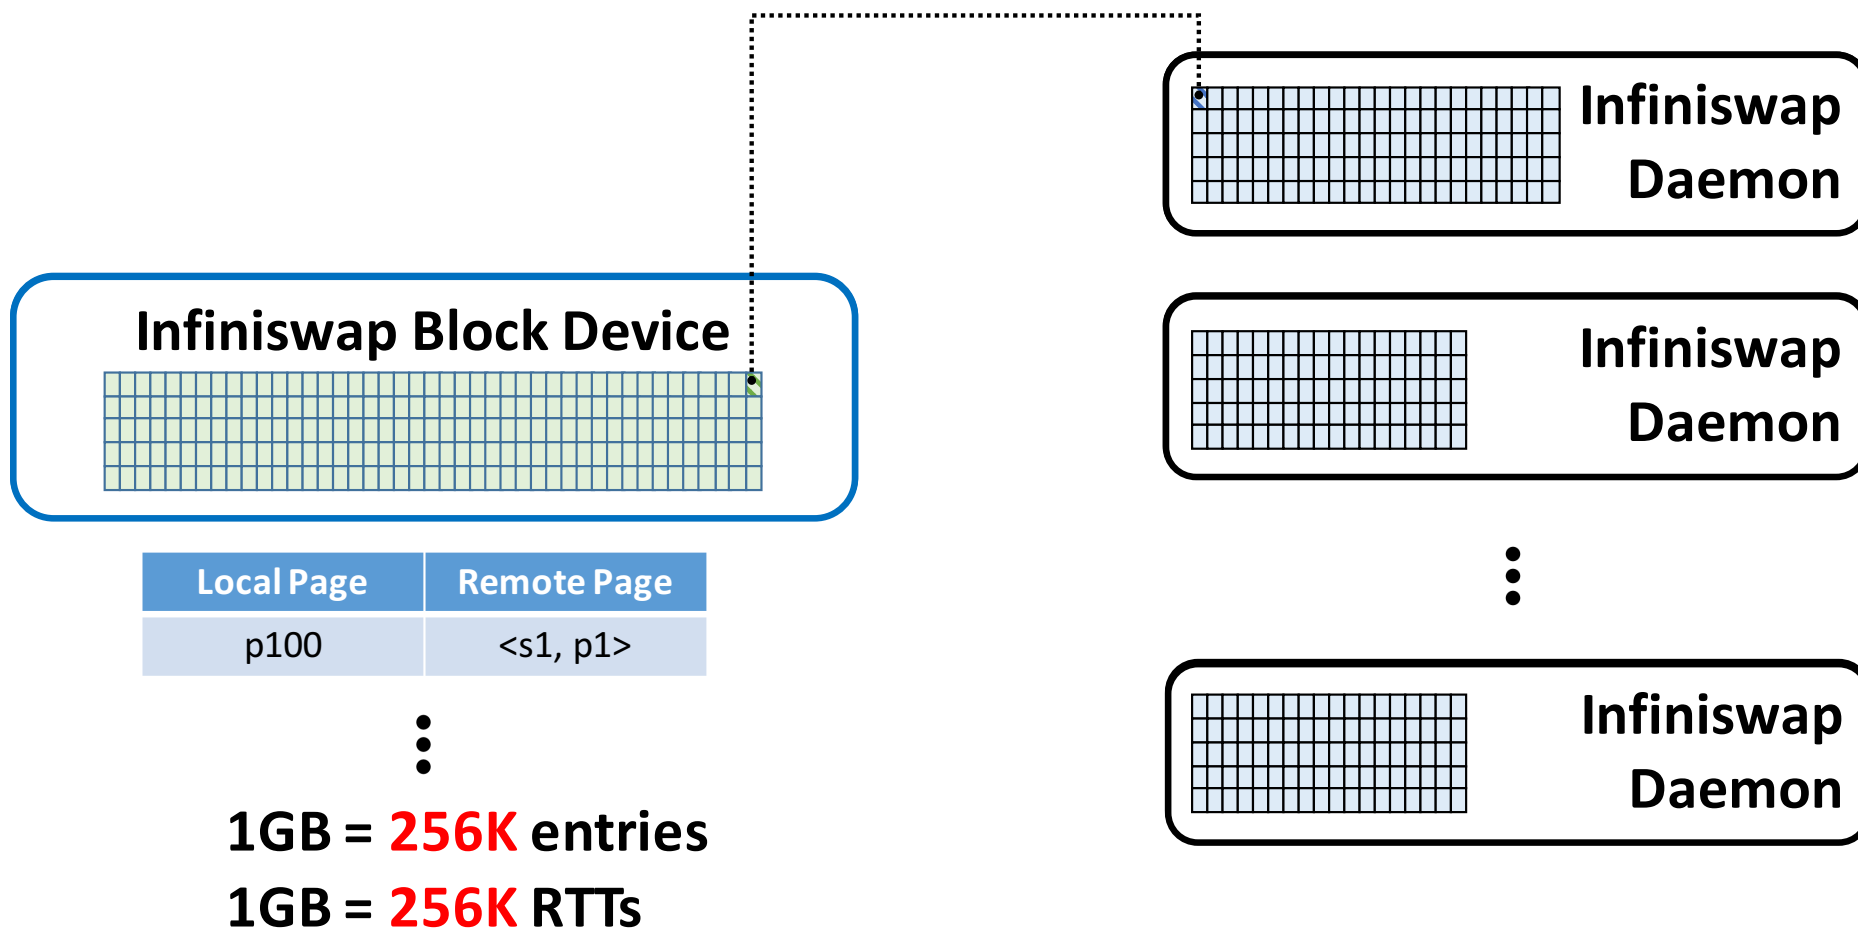 Infiniswap Block Device
Local Page Remote Page
p100 <s1, p1>
1GB = 256K entries
1GB = 256K RTTs
Infiniswap
Daemon
Infiniswap
Daemon
Infiniswap
Daemon